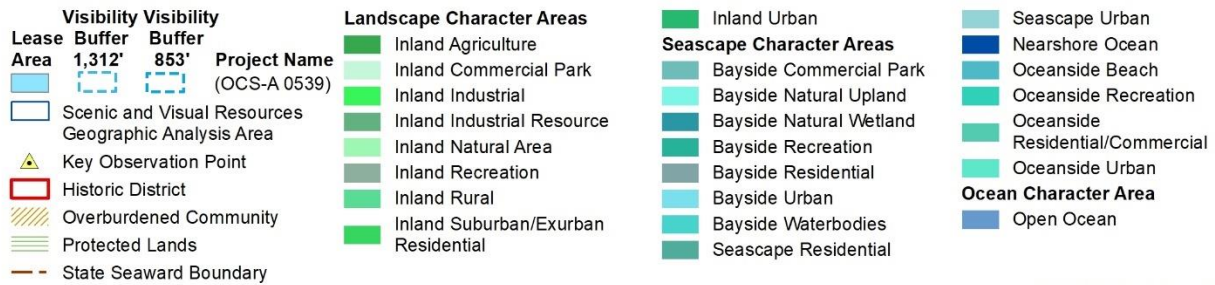 Visibility Visibility
Lease Buffer Buffer
Area 1,312' 853' Project Name
(OCS-A 0539)
Scenic and Visual Resources
Geographic Analysis Area
Key Observation Point
Historic District
Overburdened Community
Protected Lands
State Seaward Boundary
Landscape Character Areas
Inland Agriculture
Inland Commercial Park
Inland Industrial
Inland Industrial Resource
Inland Natural Area
Inland Recreation
Inland Rural
Inland Suburban/Exurban
Residential
Inland Urban
Seascape Character Areas
Bayside Commercial Park
Bayside Natural Upland
Bayside Natural Wetland
Bayside Recreation
Bayside Residential
Bayside Urban
Bayside Waterbodies
Seascape Residential
Seascape Urban
Nearshore Ocean
Oceanside Beach
Oceanside Recreation
Oceanside
Residential/Commercial
Oceanside Urban
Ocean Character Area
Open Ocean